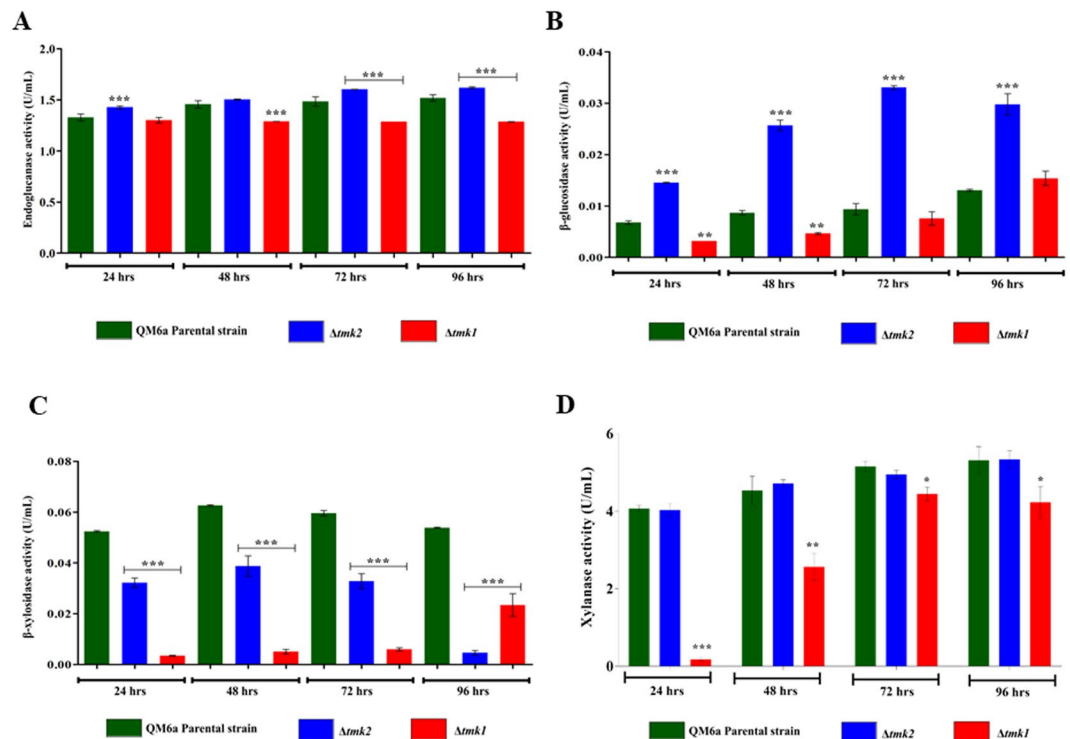 A
Endoglucanase activity (U/mL)
2.0
1.5
1.0
0.5
0.0
***
***
***
***
24 hrs
48 hrs
72 hrs
96 hrs
QM6a Parental strain
Δtmk2
Δtmk1
B
β-glucosidase activity (U/mL)
0.04
0.03
0.02
0.01
0.00
***
**
***
**
***
***
24 hrs
48 hrs
72 hrs
96 hrs
QM6a Parental strain
Δtmk2
Δtmk1
C
β-xylosidase activity (U/mL)
0.08
0.06
0.04
0.02
0.00
***
***
***
***
24 hrs
48 hrs
72 hrs
96 hrs
QM6a Parental strain
Δtmk2
Δtmk1
D
Xylanase activity (U/mL)
6
4
2
0
***
**
*
*
24 hrs
48 hrs
72 hrs
96 hrs
QM6a Parental strain
Δtmk2
Δtmk1